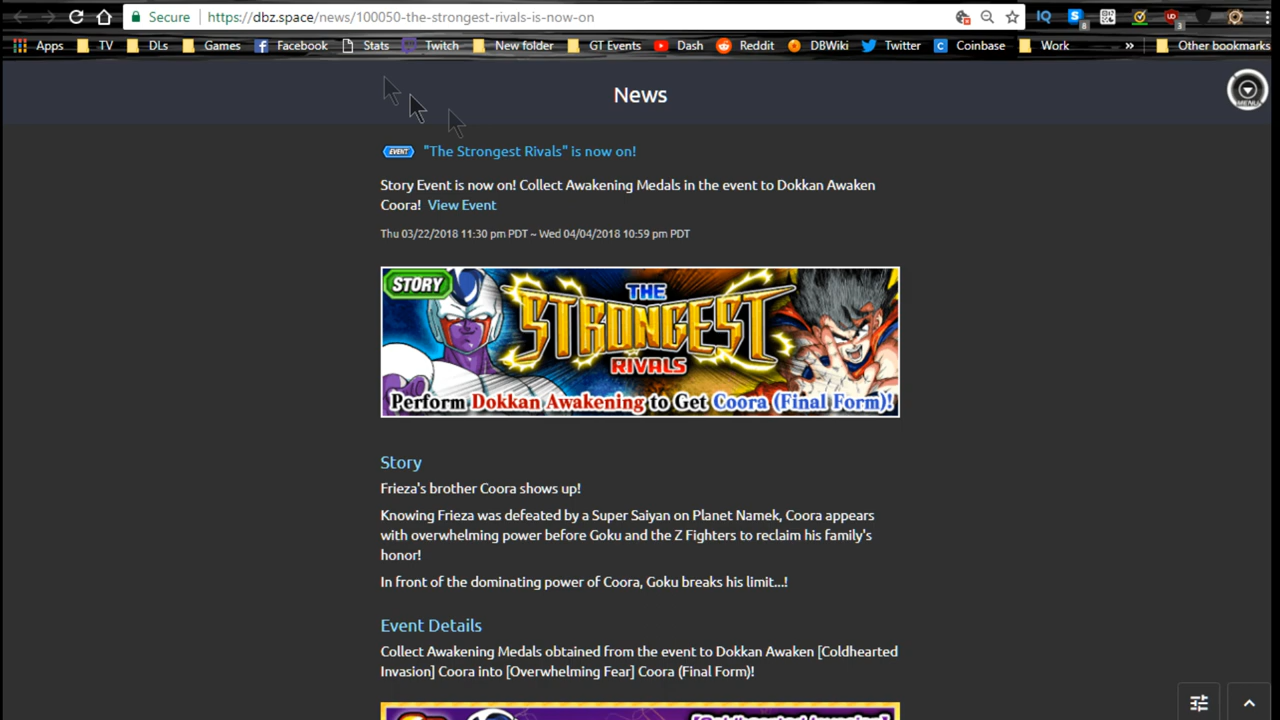 Secure https://dbz.space/news/100050-the-strongest-rivals-is-now-on IQ 8 UD 3
Apps TV DLs Games Facebook Stats Twitch New folder GT Events Dash Reddit DBWiki Twitter Coinbase Work » Other bookmarks
News
MENU
EVENT "The Strongest Rivals" is now on!
Story Event is now on! Collect Awakening Medals in the event to Dokkan Awaken
Coora! View Event
Thu 03/22/2018 11:30 pm PDT ~ Wed 04/04/2018 10:59 pm PDT
STORY
THE
STRONGEST
RIVALS
Perform Dokkan Awakening to Get Coora (Final Form)!
Story
Frieza's brother Coora shows up!
Knowing Frieza was defeated by a Super Saiyan on Planet Namek, Coora appears
with overwhelming power before Goku and the Z Fighters to reclaim his family's
honor!
In front of the dominating power of Coora, Goku breaks his limit...!
Event Details
Collect Awakening Medals obtained from the event to Dokkan Awaken [Coldhearted
Invasion] Coora into [Overwhelming Fear] Coora (Final Form)!
[Coldhearted Invasion]